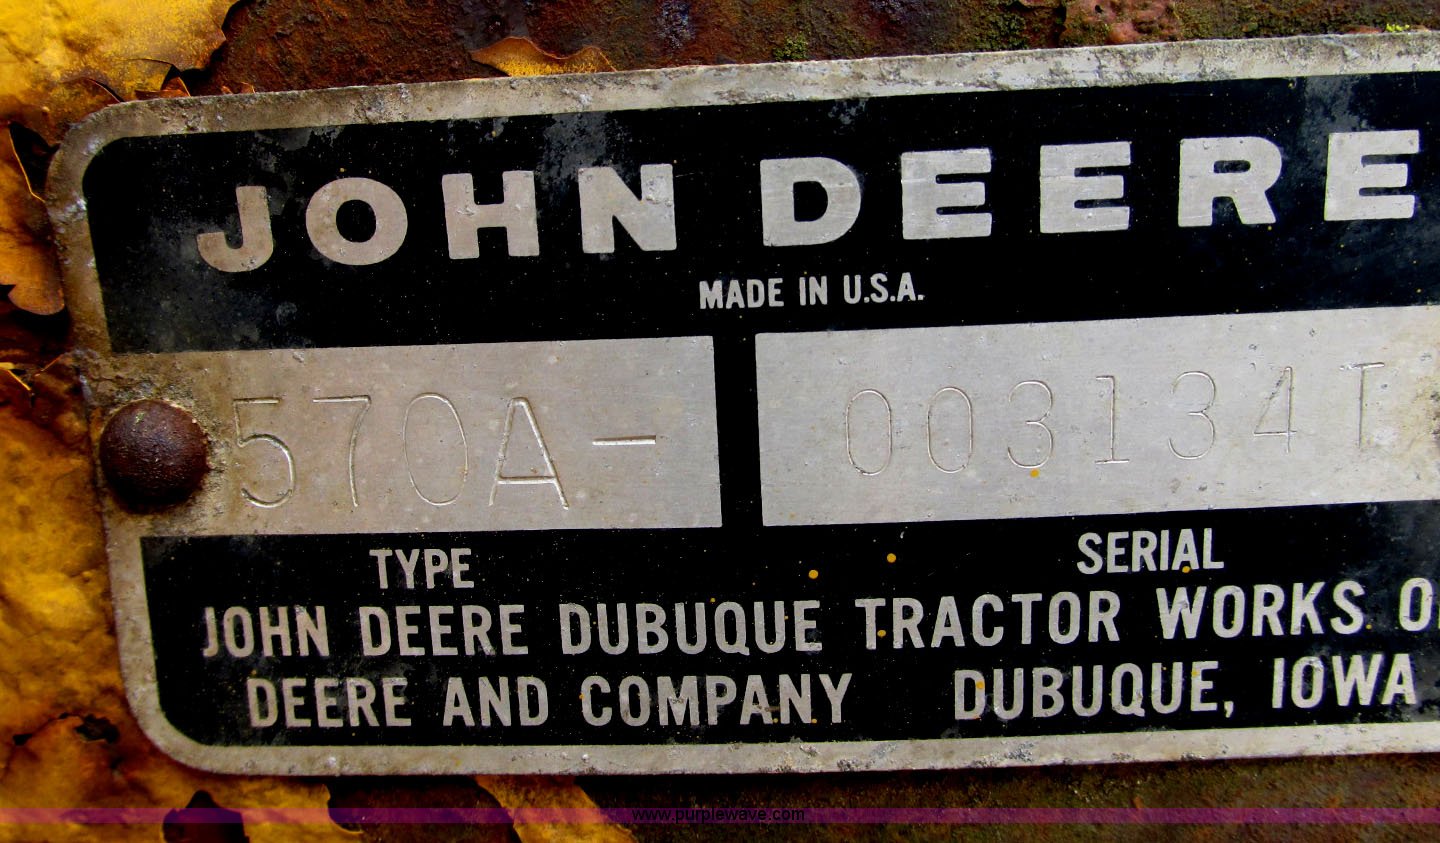 JOHN DEERE
MADE IN U.S.A.
570A- 003134T
TYPE SERIAL
JOHN DEERE DUBUQUE TRACTOR WORKS O
DEERE AND COMPANY DUBUQUE, IOWA
www.purplewave.com